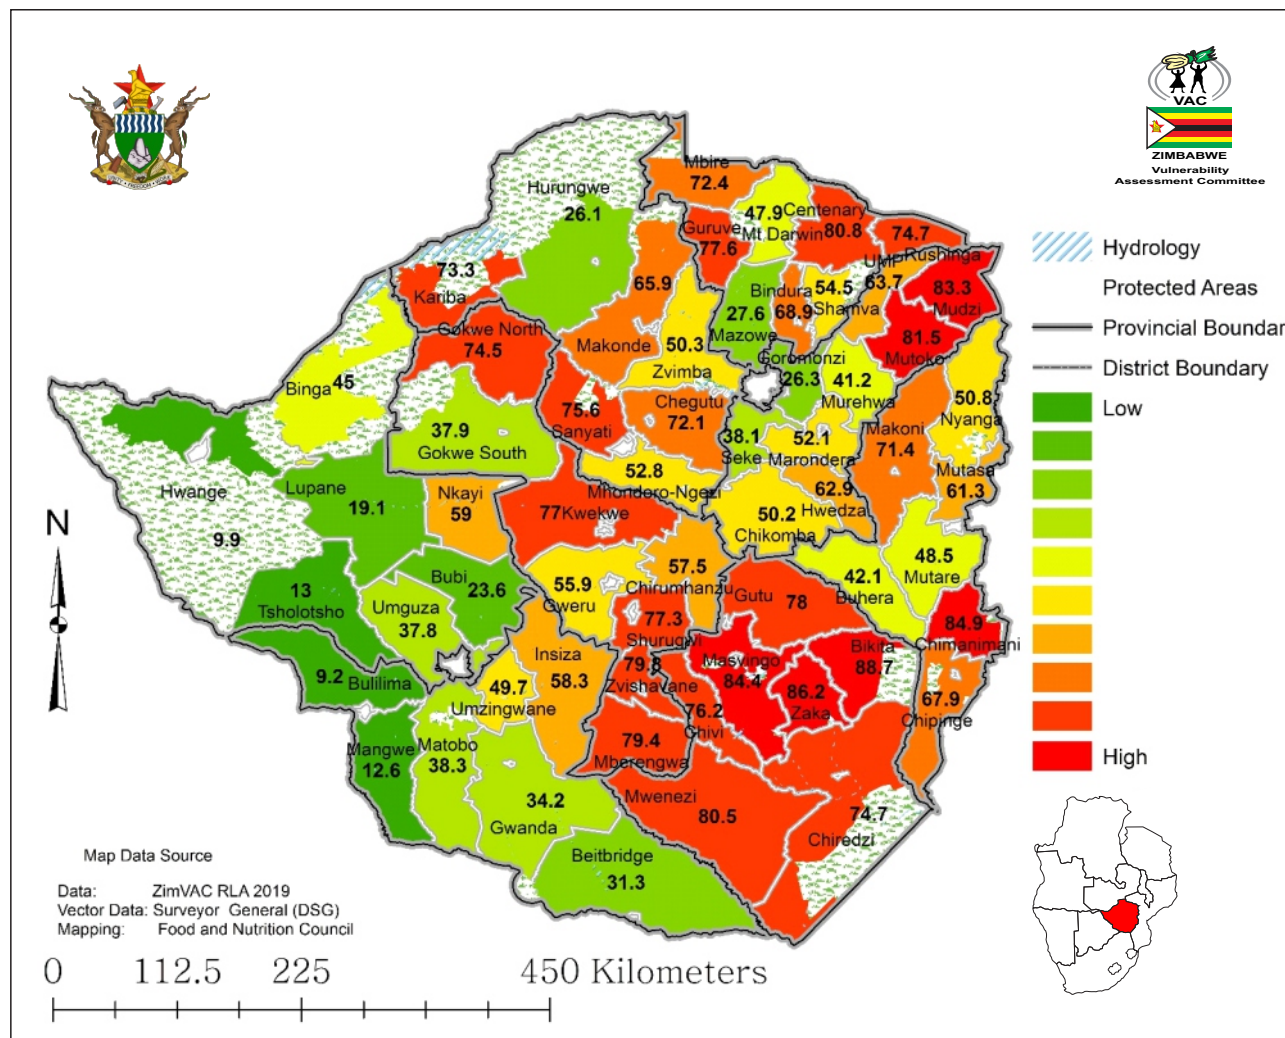 VAC
ZIMBABWE
Vulnerability
Assessment Committee
Hydrology
Protected Areas
Provincial Boundar
District Boundary
Low
High
Mbire
72.4
Hurungwe
26.1
47.9
Centenary
Guruve
Mt Darwin
80.8
77.6
74.7
Rushinga
UMP
63.7
73.3
Kariba
65.9
Bindura
54.5
68.9
Shamva
83.3
Mudzi
27.6
Mazowe
81.5
Mutoko
Gokwe North
74.5
Makonde
50.3
Zvimba
Goromonzi
26.3
41.2
Murehwa
Binga
45
75.6
Sanyati
Chegutu
72.1
50.8
Nyanga
37.9
Gokwe South
38.1
Seke
52.1
Marondera
Makoni
71.4
Mutasa
61.3
Hwange
9.9
Lupane
19.1
Nkayi
59
52.8
Mhondoro-Ngezi
62.9
Hwedza
77
Kwekwe
50.2
Chikomba
48.5
Mutare
13
Tsholotsho
Bubi
23.6
Umguza
37.8
55.9
Gweru
57.5
Chirumhanzu
42.1
Buhera
Gutu
78
77.3
Shurugwi
84.9
Chimanimani
9.2
Bulilima
Insiza
58.3
79.8
Zvishavane
Masvingo
84.4
Bikita
88.7
49.7
Umzingwane
86.2
Zaka
67.9
Chipinge
76.2
Chivi
Mangwe
12.6
Matobo
38.3
79.4
Mberengwa
34.2
Gwanda
Mwenezi
80.5
74.7
Chiredzi
Beitbridge
31.3
N
Map Data Source
Data: ZimVAC RLA 2019
Vector Data: Surveyor General (DSG)
Mapping: Food and Nutrition Council
0 112.5 225 450 Kilometers